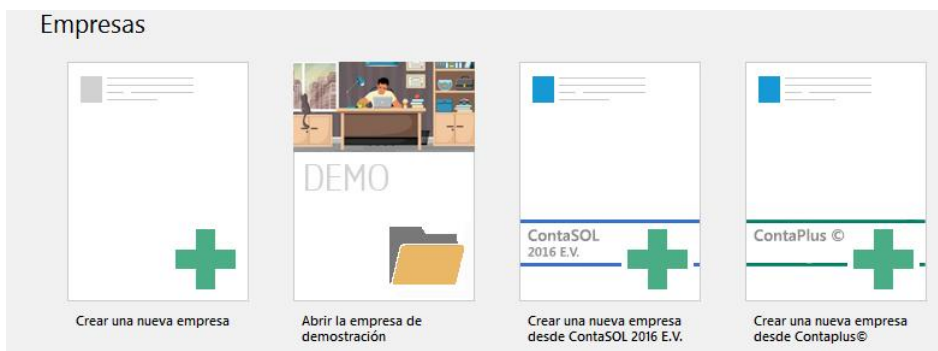 Empresas
DEMO
ContaSOL
2016 E.V.
ContaPlus ©
Crear una nueva empresa
Abrir la empresa de
demostración
Crear una nueva empresa
desde ContaSOL 2016 E.V.
Crear una nueva empresa
desde Contaplus©